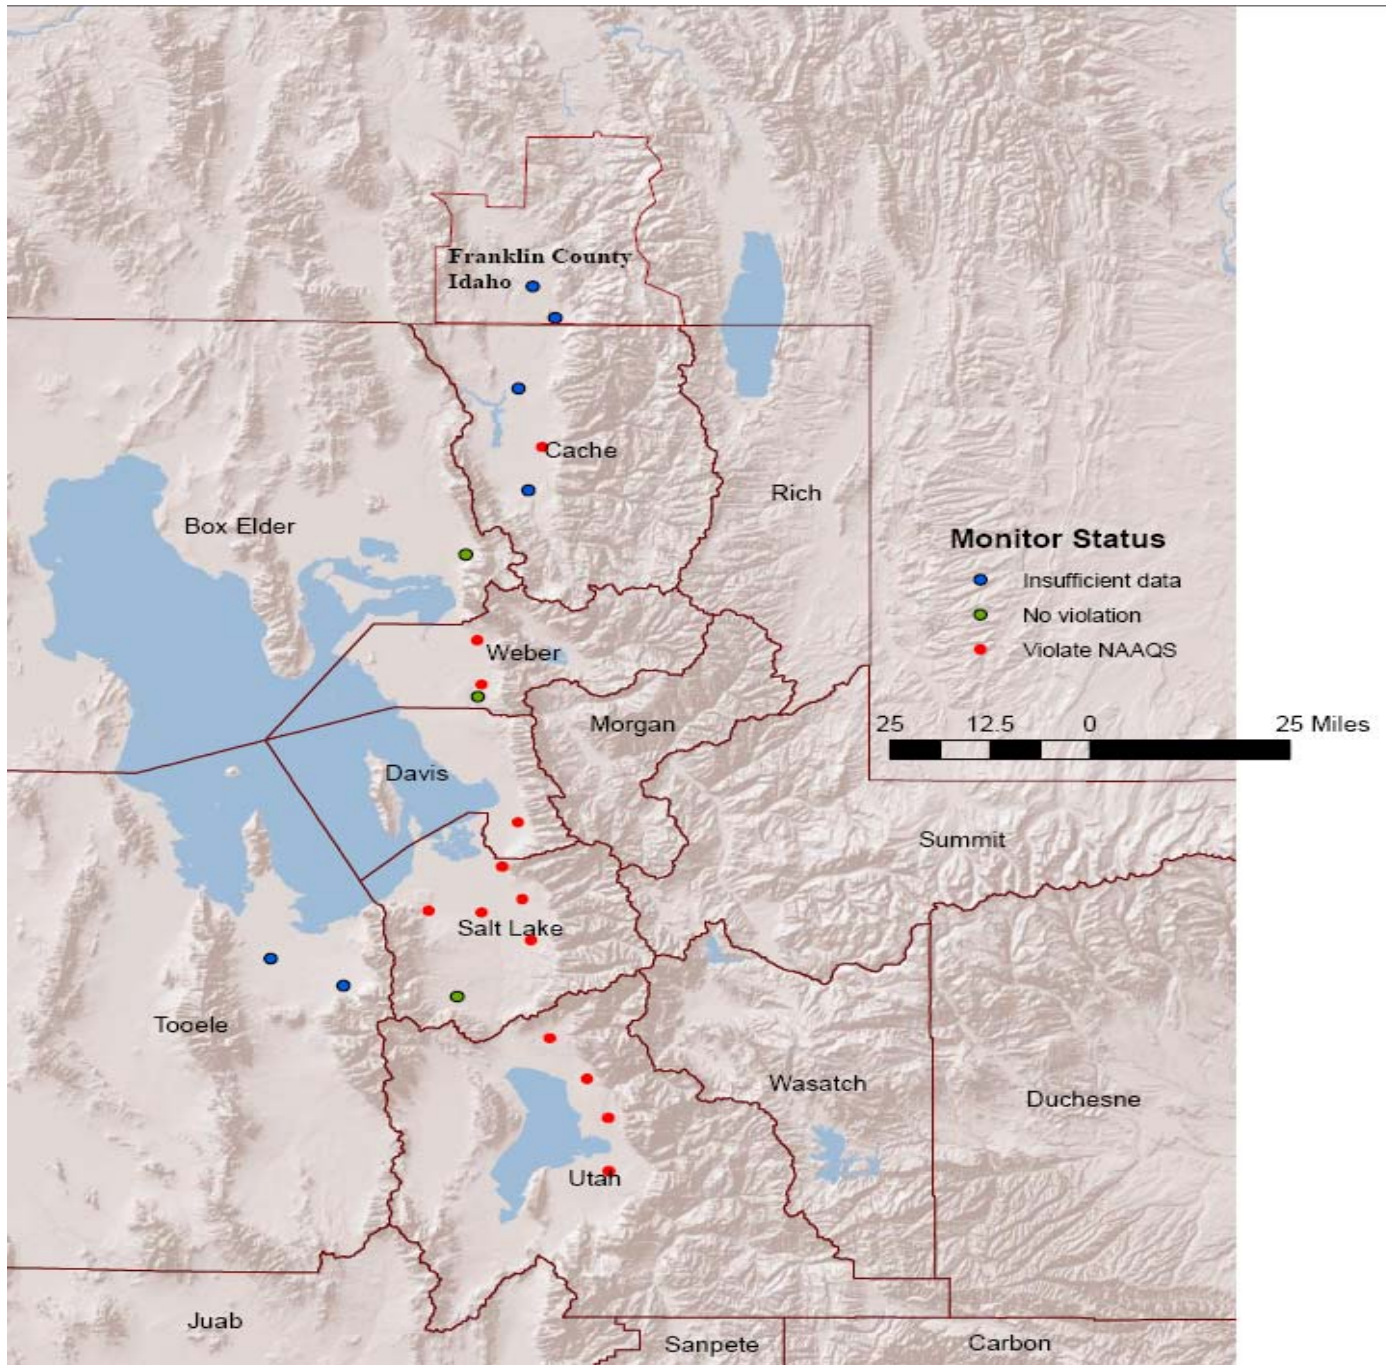 Franklin County
Idaho
Cache
Rich
Box Elder
Monitor Status
Insufficient data
No violation
Violate NAAQS
Weber
Morgan
25 12.5 0 25 Miles
Davis
Summit
Salt Lake
Tooele
Wasatch
Duchesne
Utah
Juab
Sanpete
Carbon